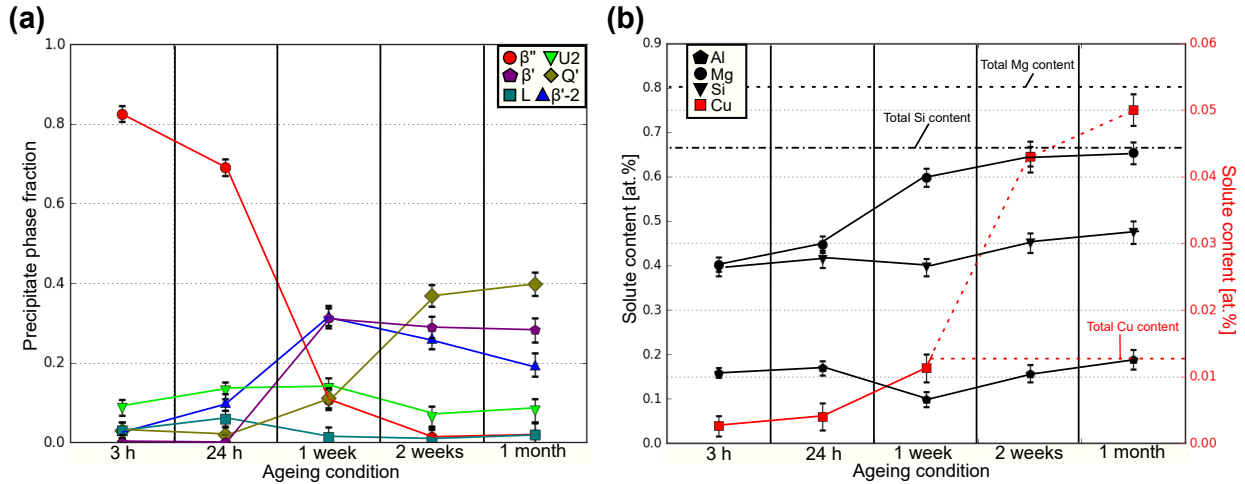 (a)
Precipitate phase fraction
1.0
0.8
0.6
0.4
0.2
0.0
β" U2
β' Q'
L β'-2
3 h 24 h 1 week 2 weeks 1 month
Ageing condition
(b)
Solute content [at.%]
0.9
0.8
0.7
0.6
0.5
0.4
0.3
0.2
0.1
0.0
Al
Mg
Si
Cu
Total Mg content
Total Si content
Total Cu content
0.06
0.05
0.04
0.03
0.02
0.01
0.00
Solute content [at.%]
3 h 24 h 1 week 2 weeks 1 month
Ageing condition